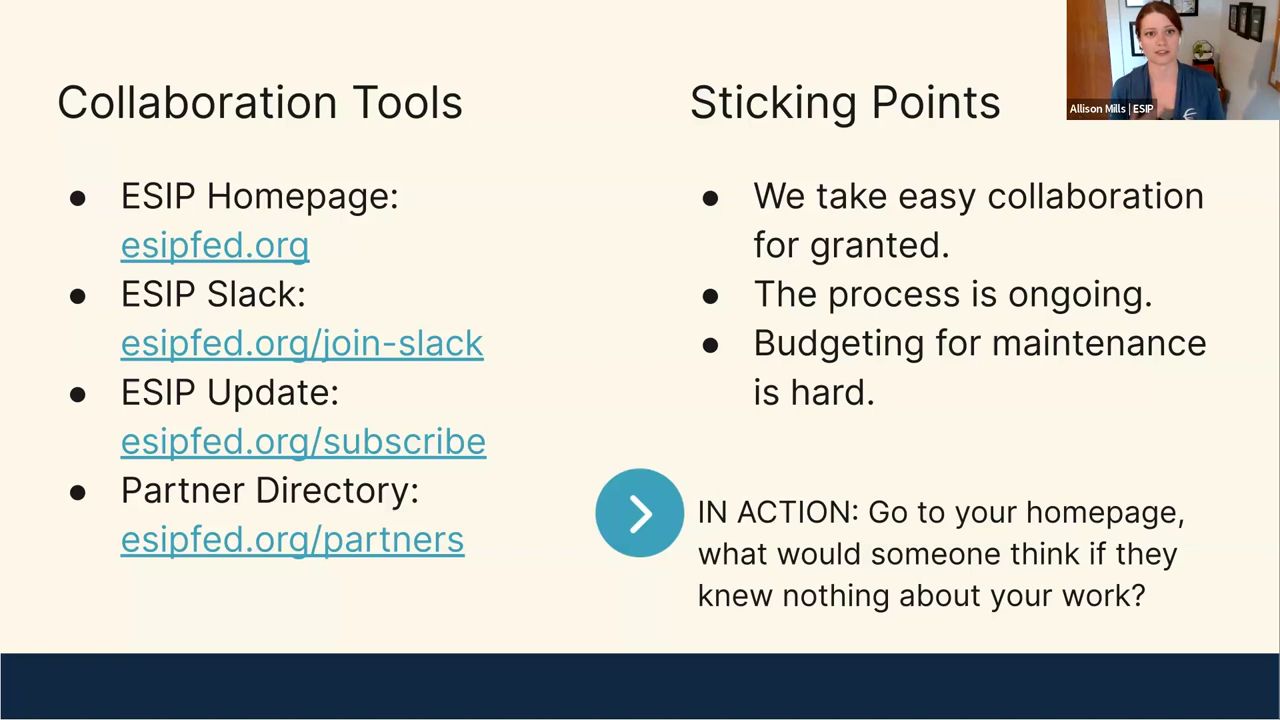 Collaboration Tools
● ESIP Homepage:
esipfed.org
● ESIP Slack:
esipfed.org/join-slack
● ESIP Update:
esipfed.org/subscribe
● Partner Directory:
esipfed.org/partners
Sticking Points
● We take easy collaboration
for granted.
● The process is ongoing.
● Budgeting for maintenance
is hard.
IN ACTION: Go to your homepage,
what would someone think if they
knew nothing about your work?
Allison Mills | ESIP